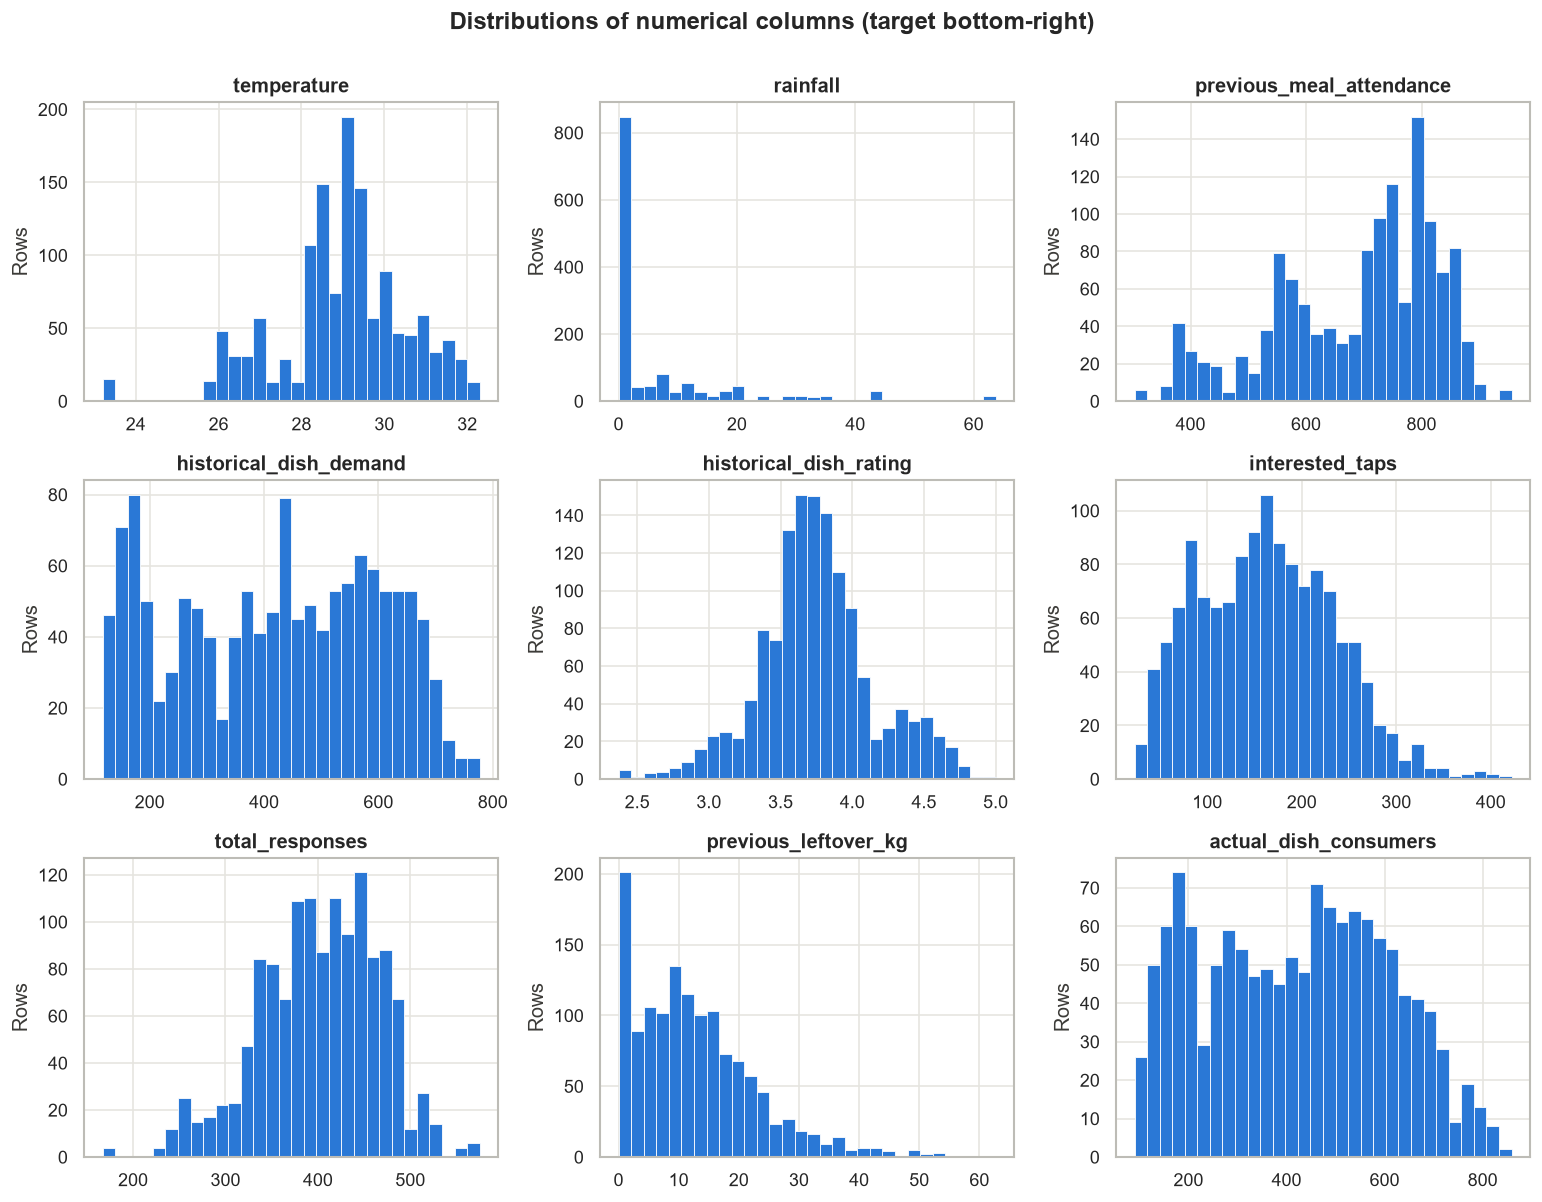 Distributions of numerical columns (target bottom-right)
temperature
Rows
200
150
100
50
0
24 26 28 30 32
rainfall
Rows
800
600
400
200
0
0 20 40 60
previous_meal_attendance
Rows
140
120
100
80
60
40
20
0
400 600 800
historical_dish_demand
Rows
80
60
40
20
0
200 400 600 800
historical_dish_rating
Rows
140
120
100
80
60
40
20
0
2.5 3.0 3.5 4.0 4.5 5.0
interested_taps
Rows
100
80
60
40
20
0
100 200 300 400
total_responses
Rows
120
100
80
60
40
20
0
200 300 400 500
previous_leftover_kg
Rows
200
150
100
50
0
0 10 20 30 40 50 60
actual_dish_consumers
Rows
70
60
50
40
30
20
10
0
200 400 600 800